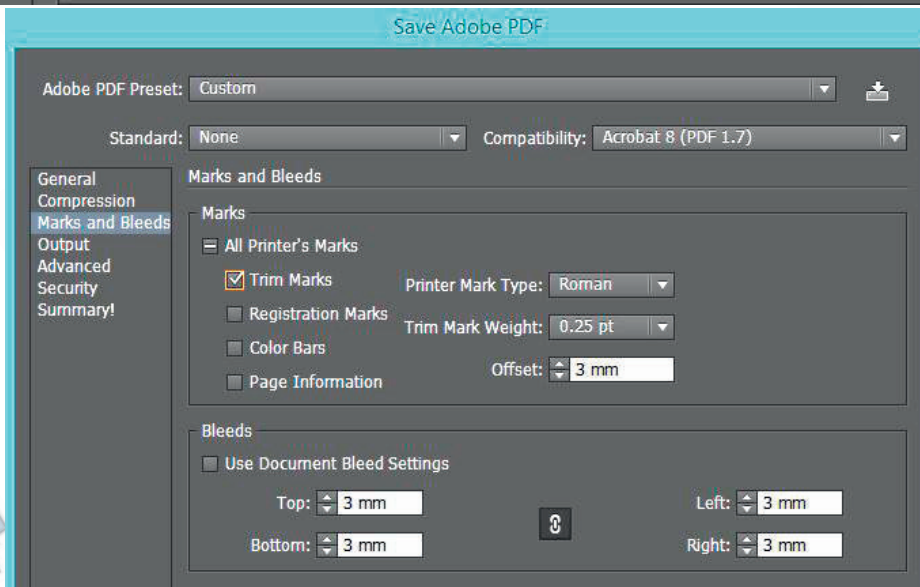 Save Adobe PDF
Adobe PDF Preset: Custom
Standard: None Compatibility: Acrobat 8 (PDF 1.7)
General
Compression
Marks and Bleeds
Output
Advanced
Security
Summary!
Marks and Bleeds
Marks
All Printer's Marks
Trim Marks
Registration Marks
Color Bars
Page Information
Printer Mark Type: Roman
Trim Mark Weight: 0.25 pt
Offset: 3 mm
Bleeds
Use Document Bleed Settings
Top: 3 mm Left: 3 mm
Bottom: 3 mm Right: 3 mm